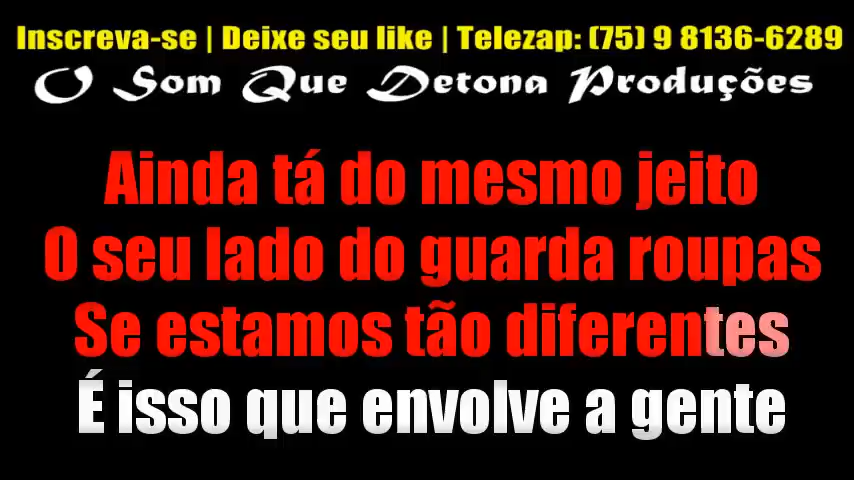 Inscreva-se | Deixe seu like | Telezap: (75) 9 8136-6289
O Som Que Detona Produções
Ainda tá do mesmo jeito
O seu lado do guarda roupas
Se estamos tão diferentes
É isso que envolve a gente